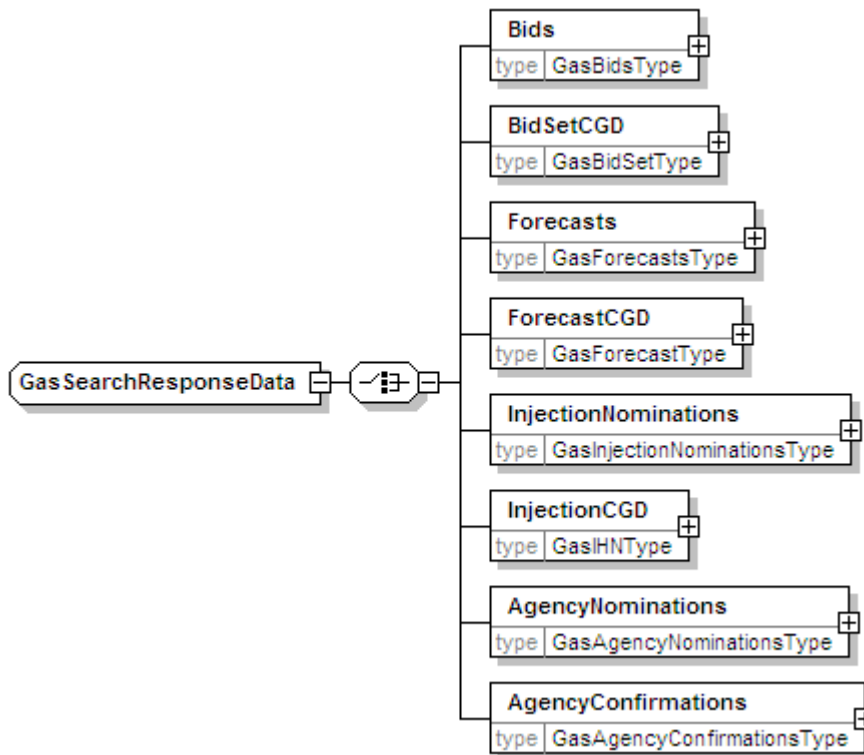 Bids
type GasBidsType
BidSetCGD
type GasBidSetType
Forecasts
type GasForecastsType
ForecastCGD
type GasForecastType
GasSearchResponseData
InjectionNominations
type GasInjectionNominationsType
InjectionCGD
type GasIHNType
AgencyNominations
type GasAgencyNominationsType
AgencyConfirmations
type GasAgencyConfirmationsType